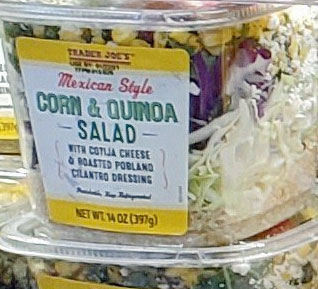 TRADER JOE'S
Mexican Style
CORN & QUINOA
SALAD
WITH COTIJA CHEESE
& ROASTED POBLANO
CILANTRO DRESSING
Perishable, Keep Refrigerated
NET WT. 14 OZ (397g)